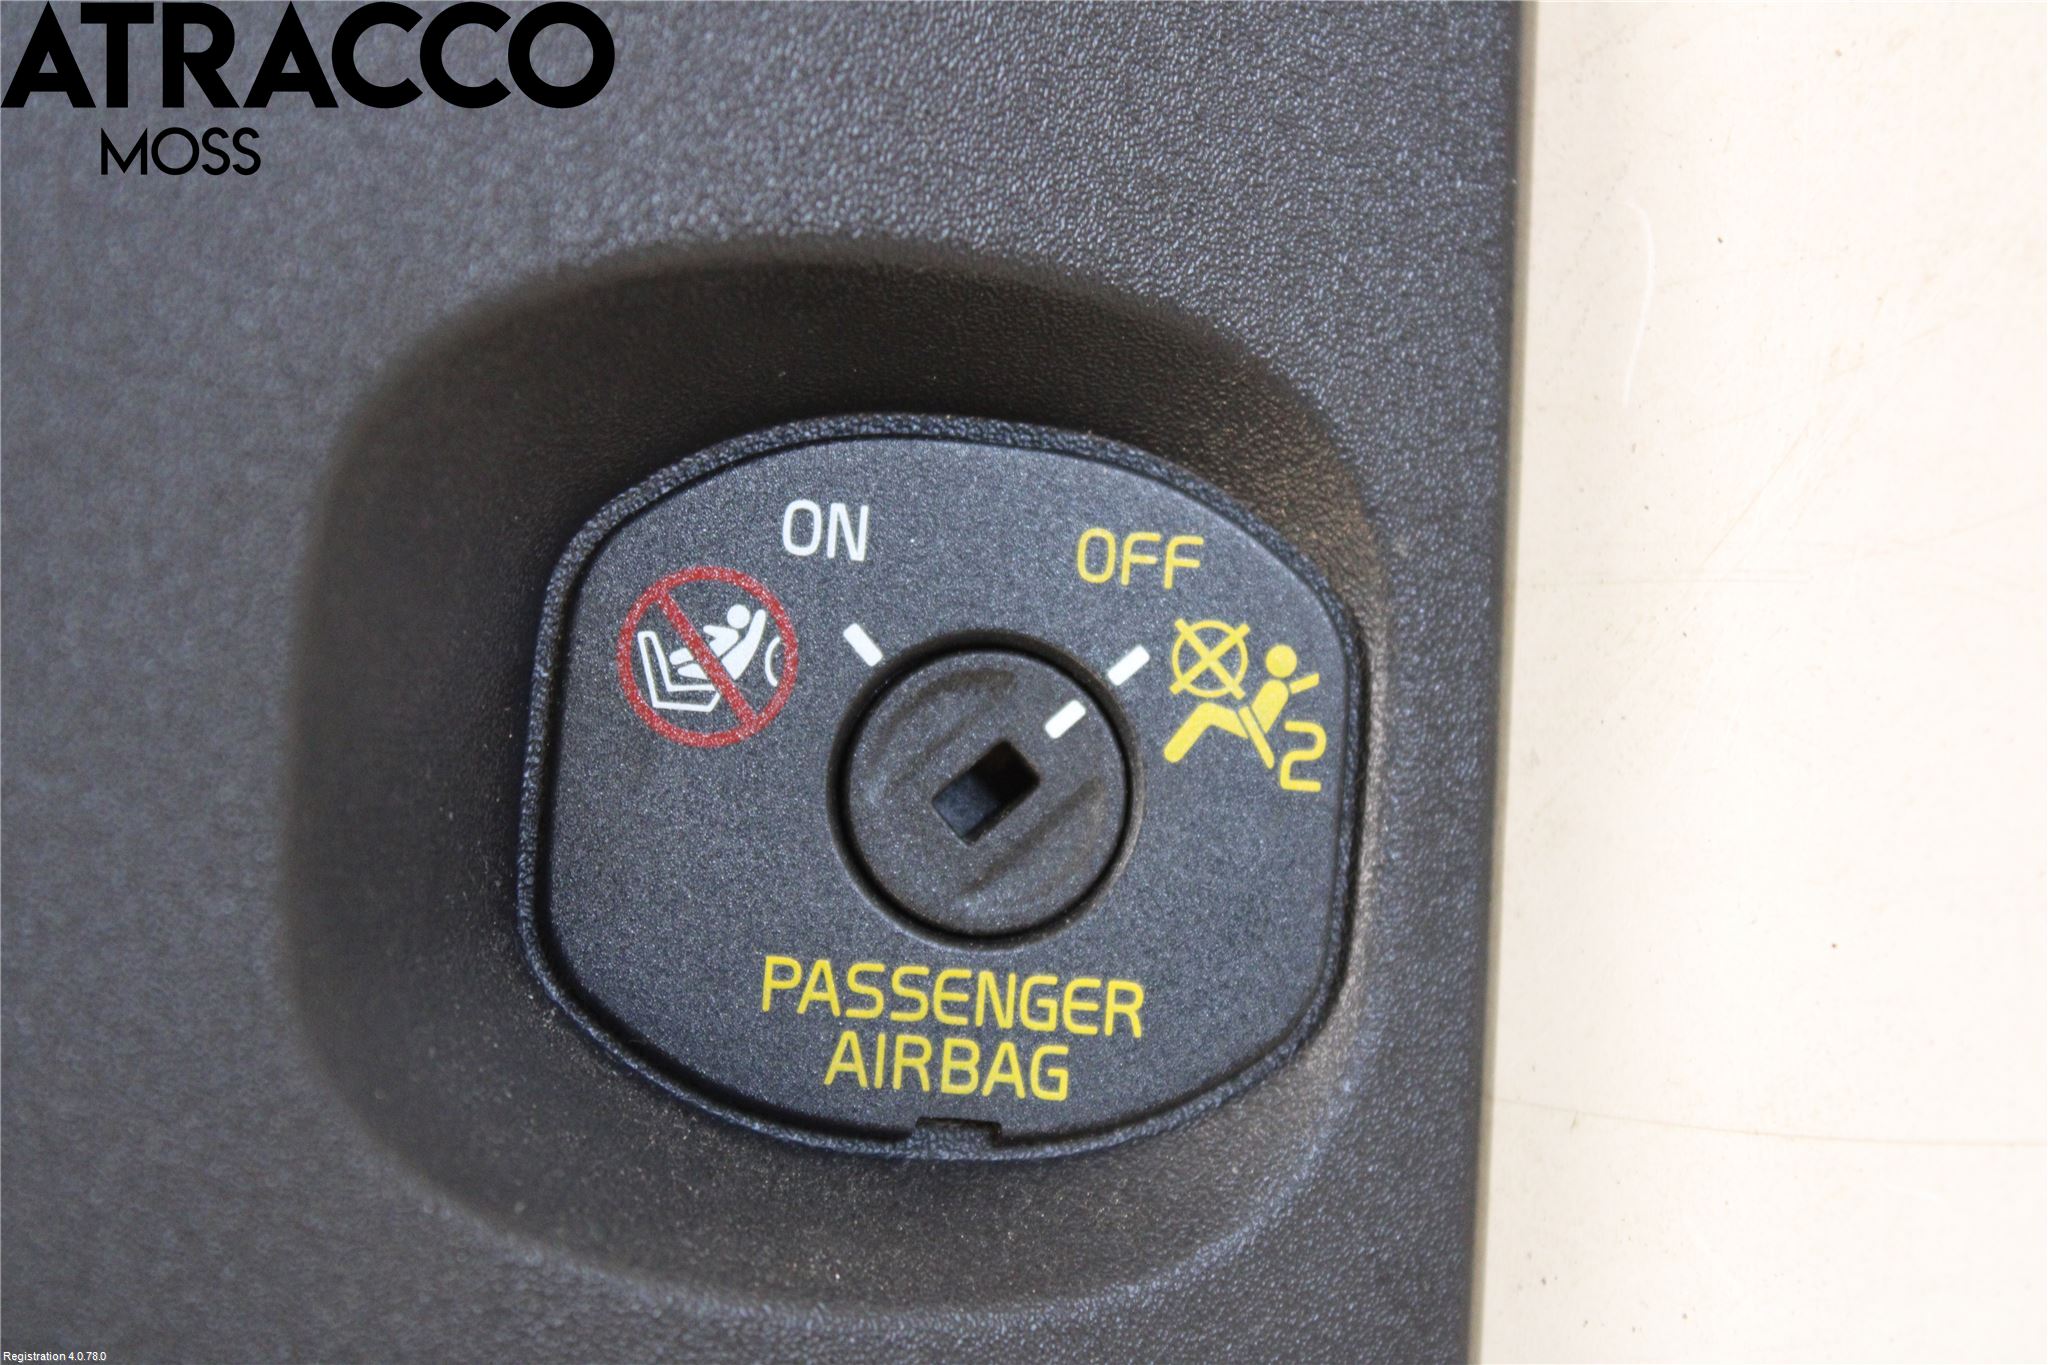 ATRACCO
MOSS
ON
OFF
2
PASSENGER
AIRBAG
Registration 4.0.78.0